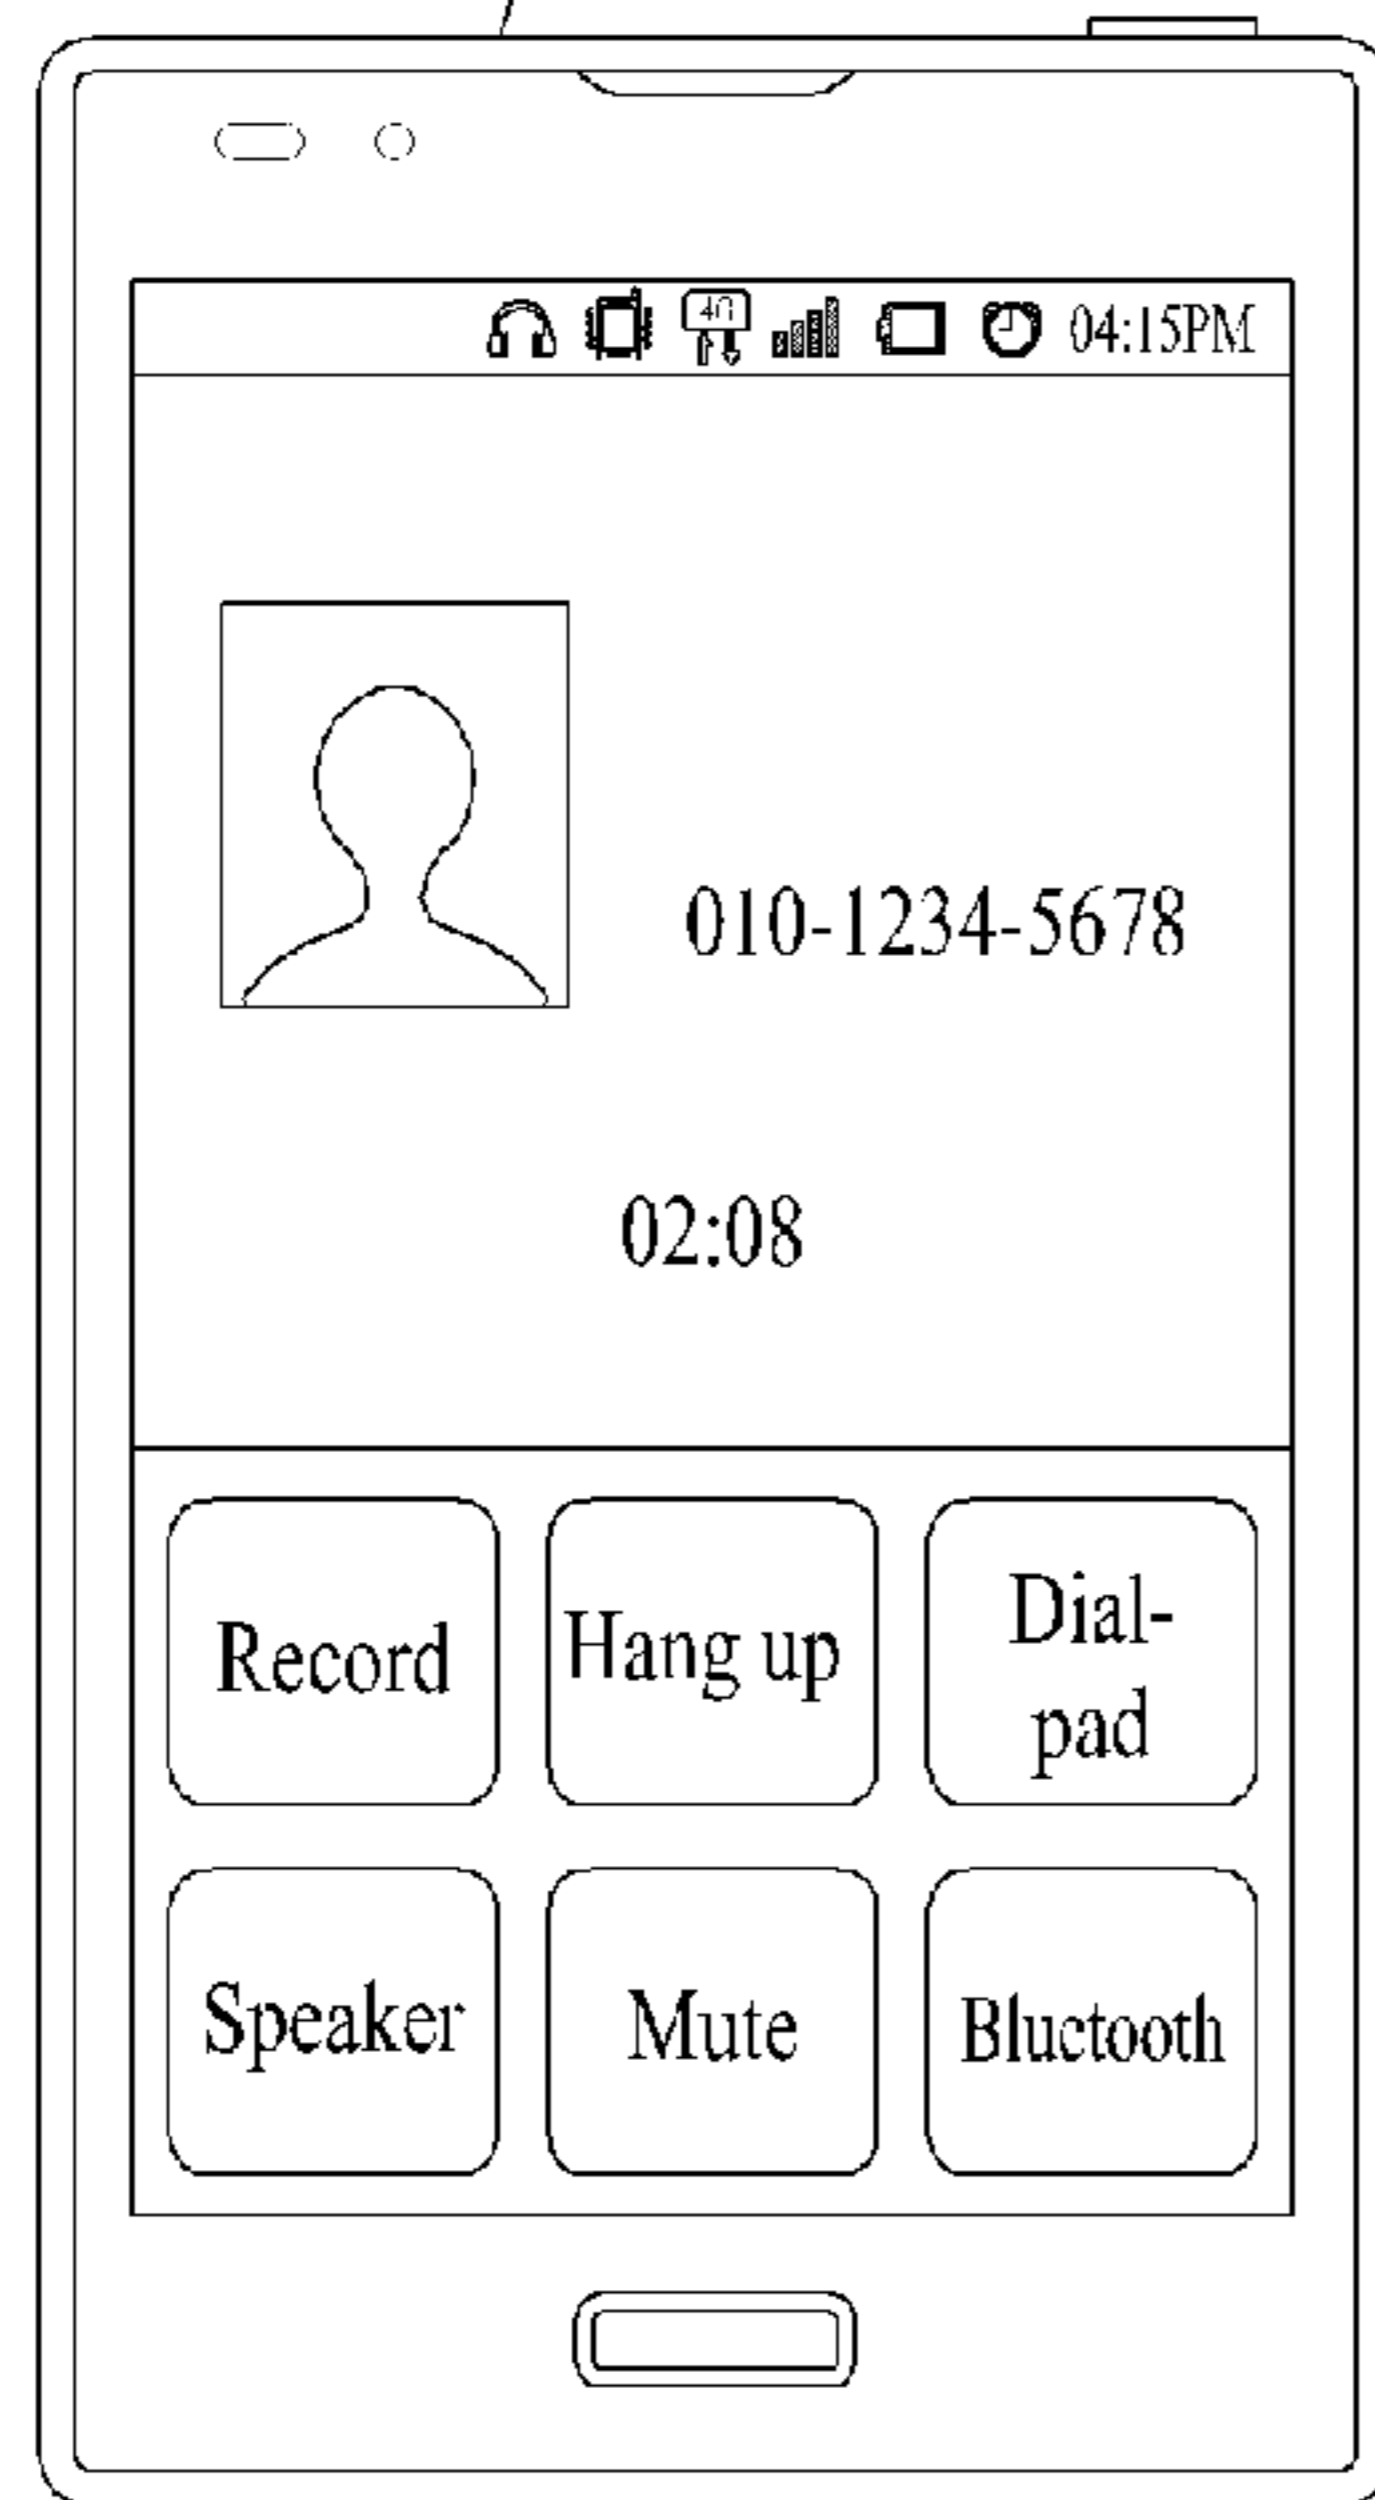 04:15PM
010-1234-5678
02:08
Record
Hang up
Dial-
pad
Speaker
Mute
Bluctooth